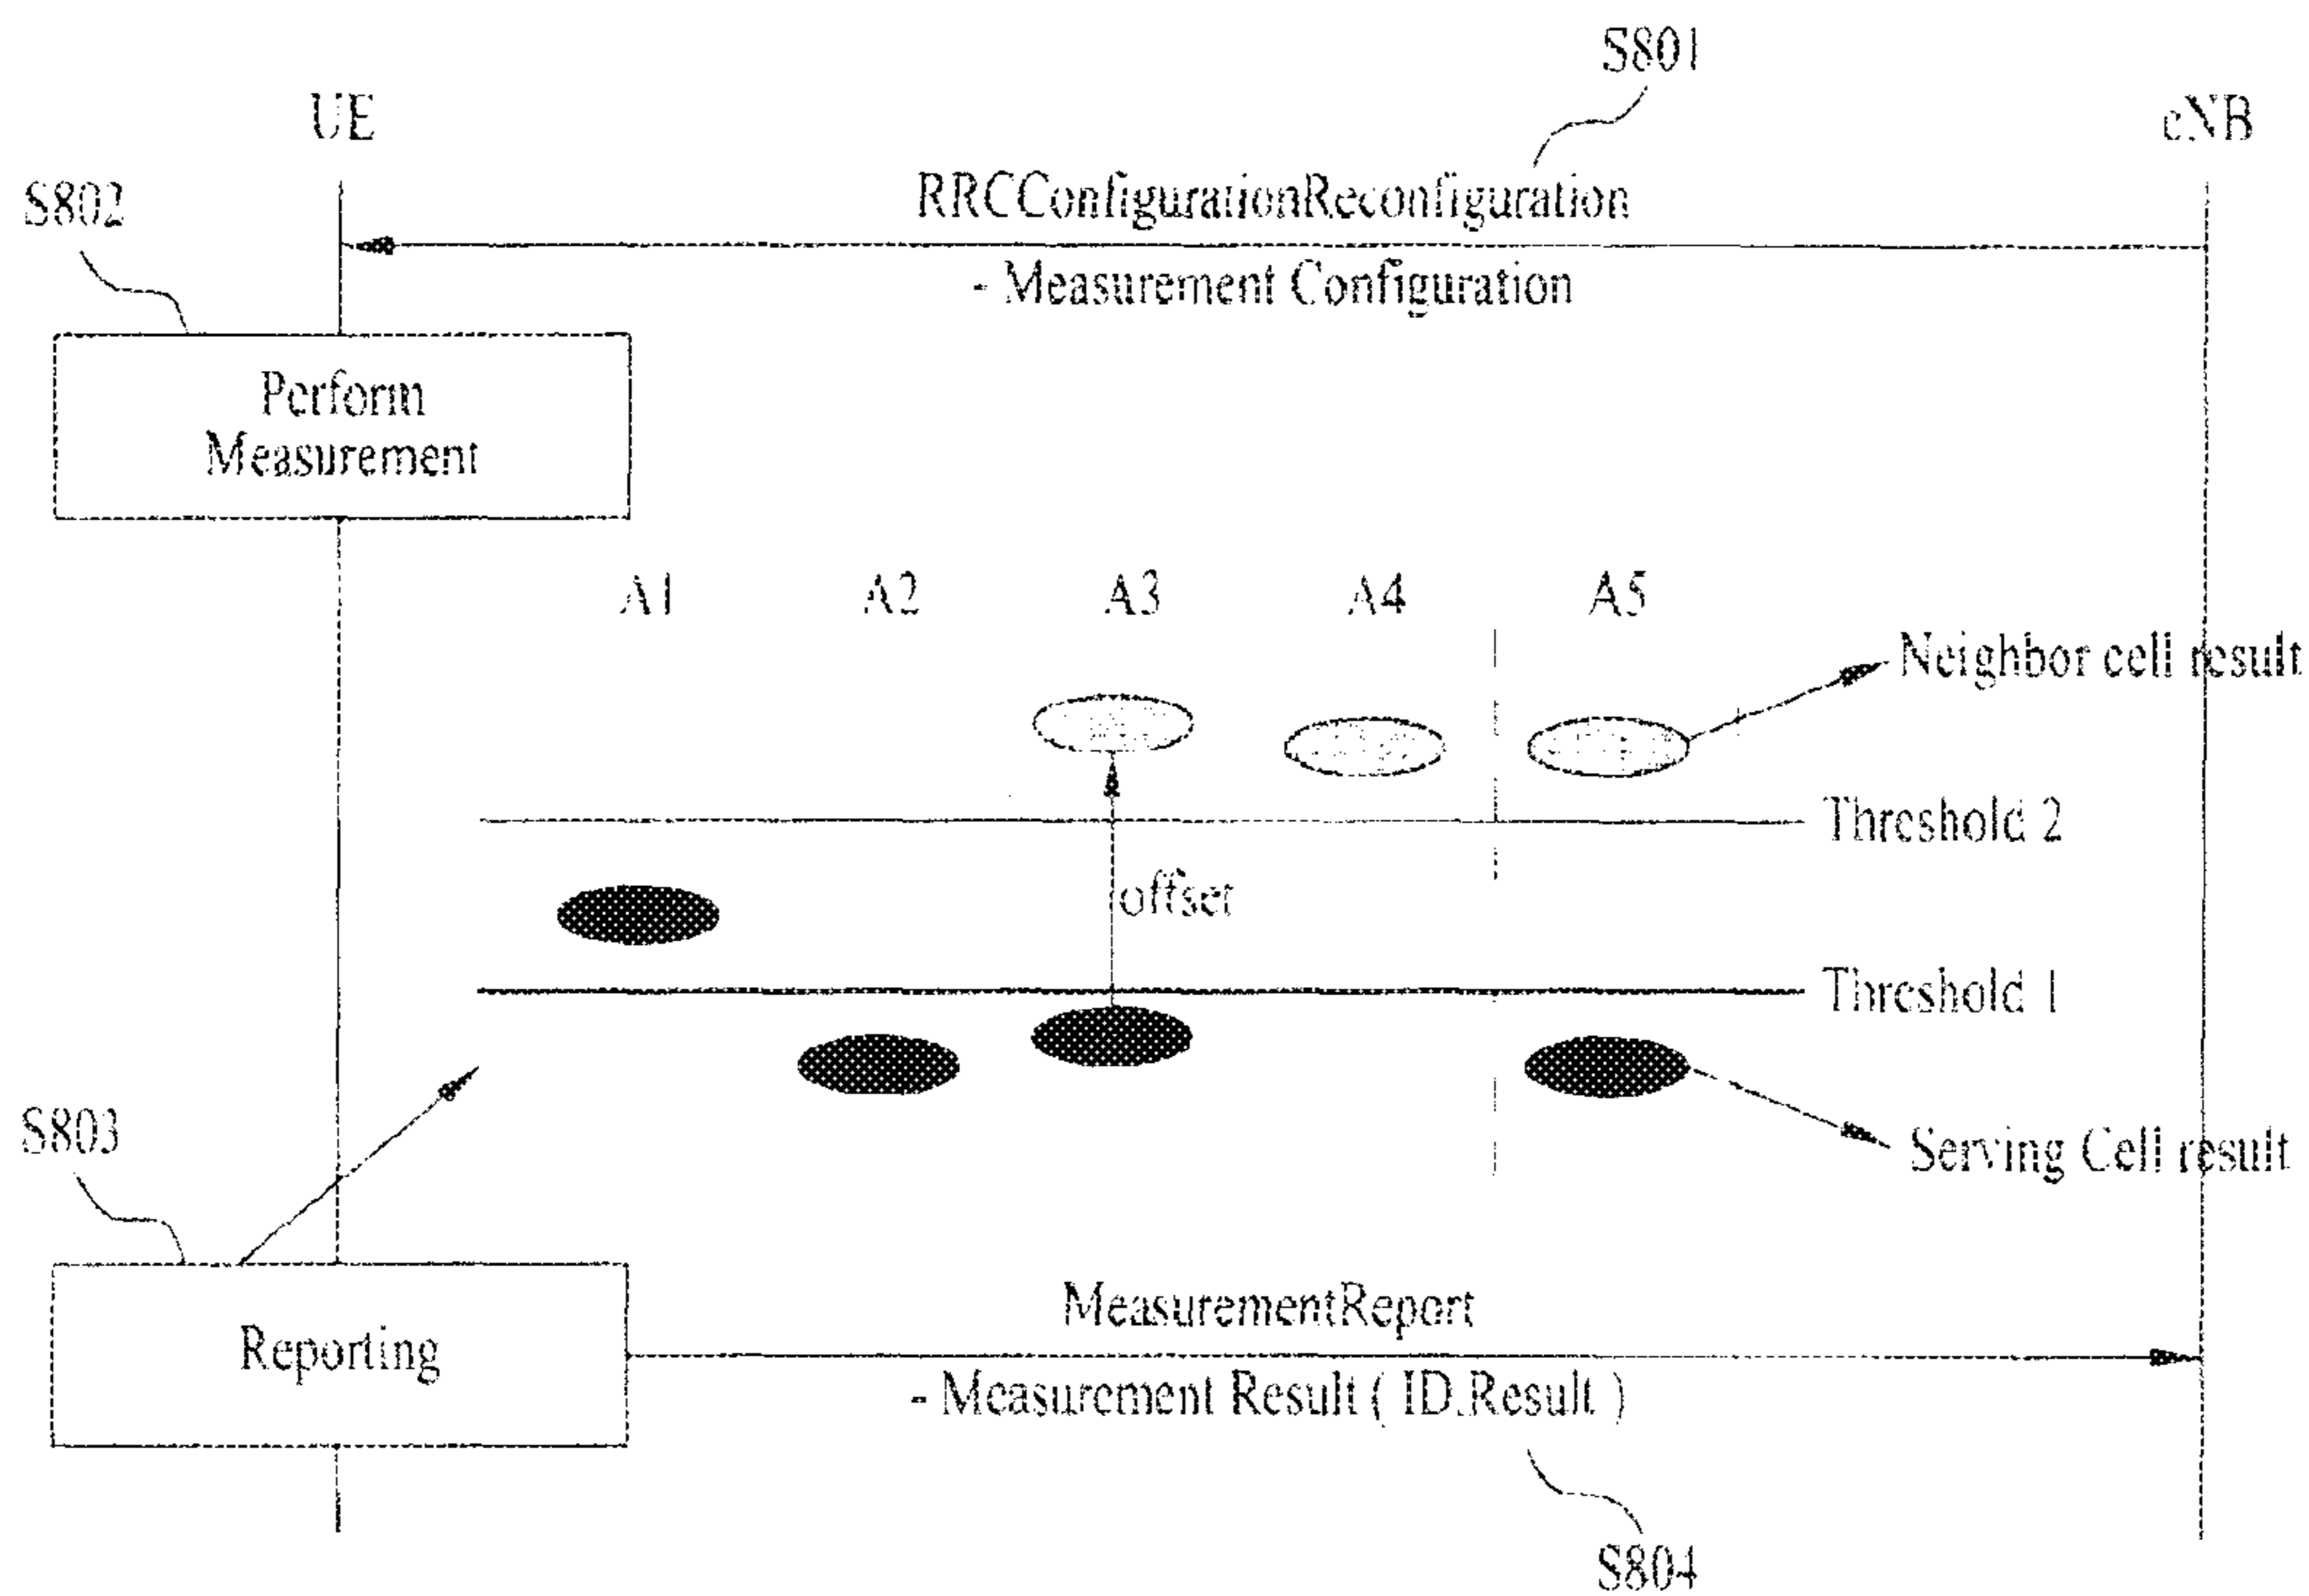 S801
UE
eNB
S802
RRCConfigurationReconfiguration
- Measurement Configuration
Perform
Measurement
A1 A2 A3 A4 A5
Neighbor cell result
Threshold 2
offset
Threshold 1
S803
Serving Cell result
MeasurementReport
Reporting
- Measurement Result ( ID.Result )
S804